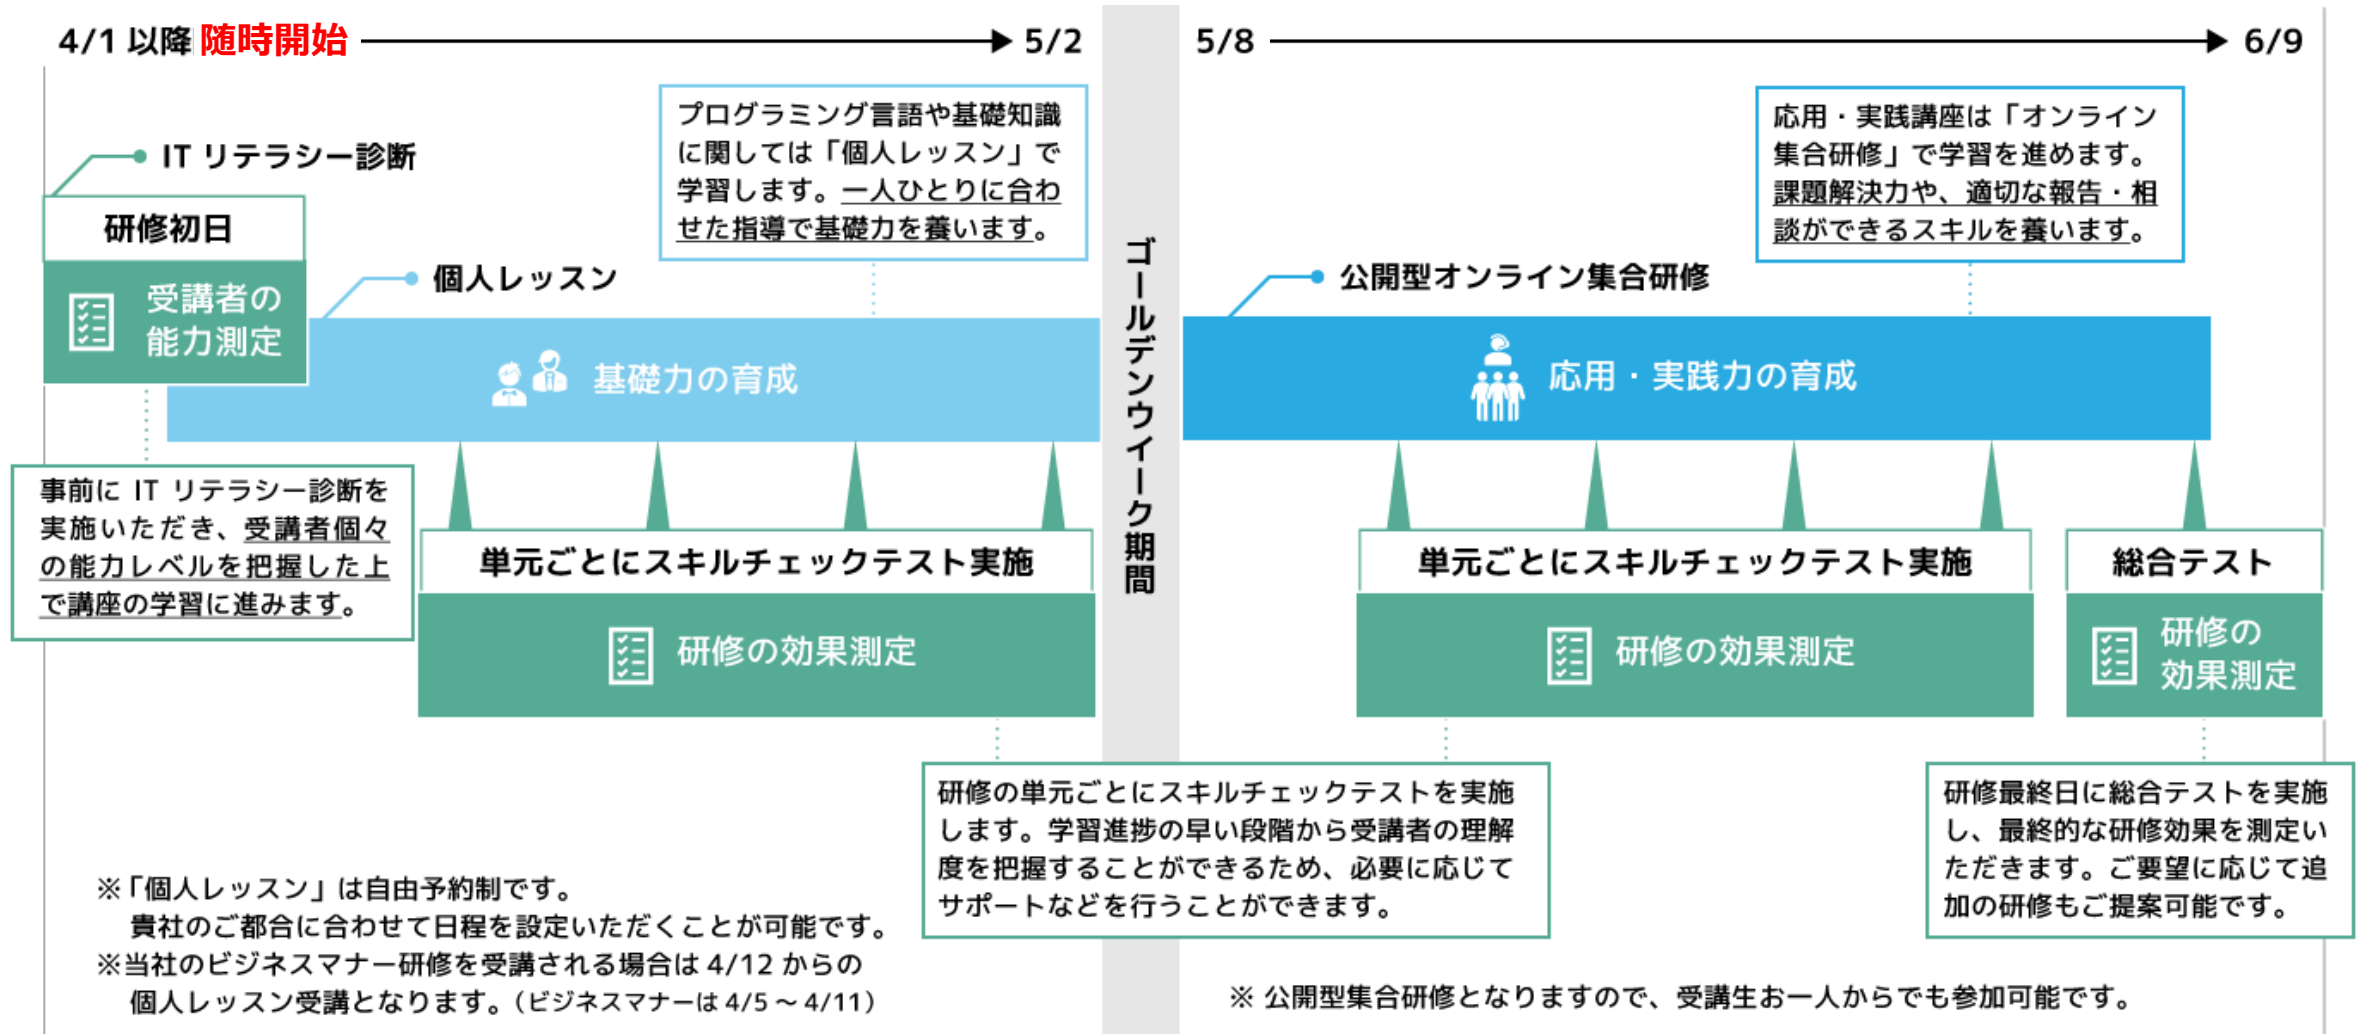 4/1 以降 随時開始
5/2
5/8
6/9
IT リテラシー診断
研修初日
受講者の
能力測定
事前に IT リテラシー診断を
実施いただき、受講者個々
の能力レベルを把握した上
で講座の学習に進みます。
プログラミング言語や基礎知識
に関しては「個人レッスン」で
学習します。一人ひとりに合わ
せた指導で基礎力を養います。
個人レッスン
基礎力の育成
単元ごとにスキルチェックテスト実施
研修の効果測定
ゴールデンウイーク期間
応用・実践講座は「オンライン
集合研修」で学習を進めます。
課題解決力や、適切な報告・相
談ができるスキルを養います。
公開型オンライン集合研修
応用・実践力の育成
単元ごとにスキルチェックテスト実施
研修の効果測定
総合テスト
研修の
効果測定
研修の単元ごとにスキルチェックテストを実施
します。学習進捗の早い段階から受講者の理解
度を把握することができるため、必要に応じて
サポートなどを行うことができます。
研修最終日に総合テストを実施
し、最終的な研修効果を測定い
ただきます。ご要望に応じて追
加の研修もご提案可能です。
※「個人レッスン」は自由予約制です。
貴社のご都合に合わせて日程を設定いただくことが可能です。
※当社のビジネスマナー研修を受講される場合は 4/12 からの
個人レッスン受講となります。（ビジネスマナーは 4/5 ～ 4/11）
※ 公開型集合研修となりますので、受講生お一人からでも参加可能です。